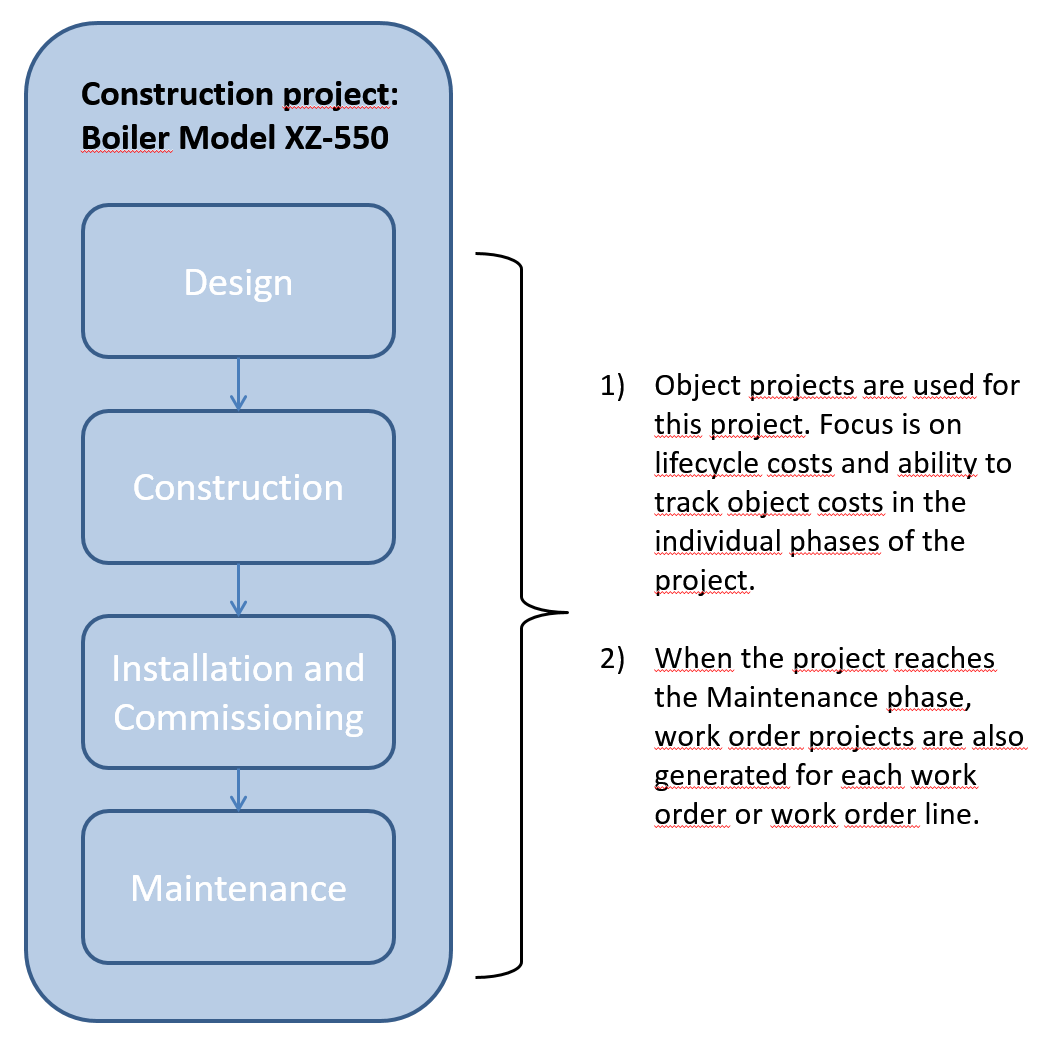 Construction project:
Boiler Model XZ-550
Design
Construction
Installation and
Commissioning
Maintenance
1) Object projects are used for
this project. Focus is on
lifecycle costs and ability to
track object costs in the
individual phases of the
project.
2) When the project reaches
the Maintenance phase,
work order projects are also
generated for each work
order or work order line.